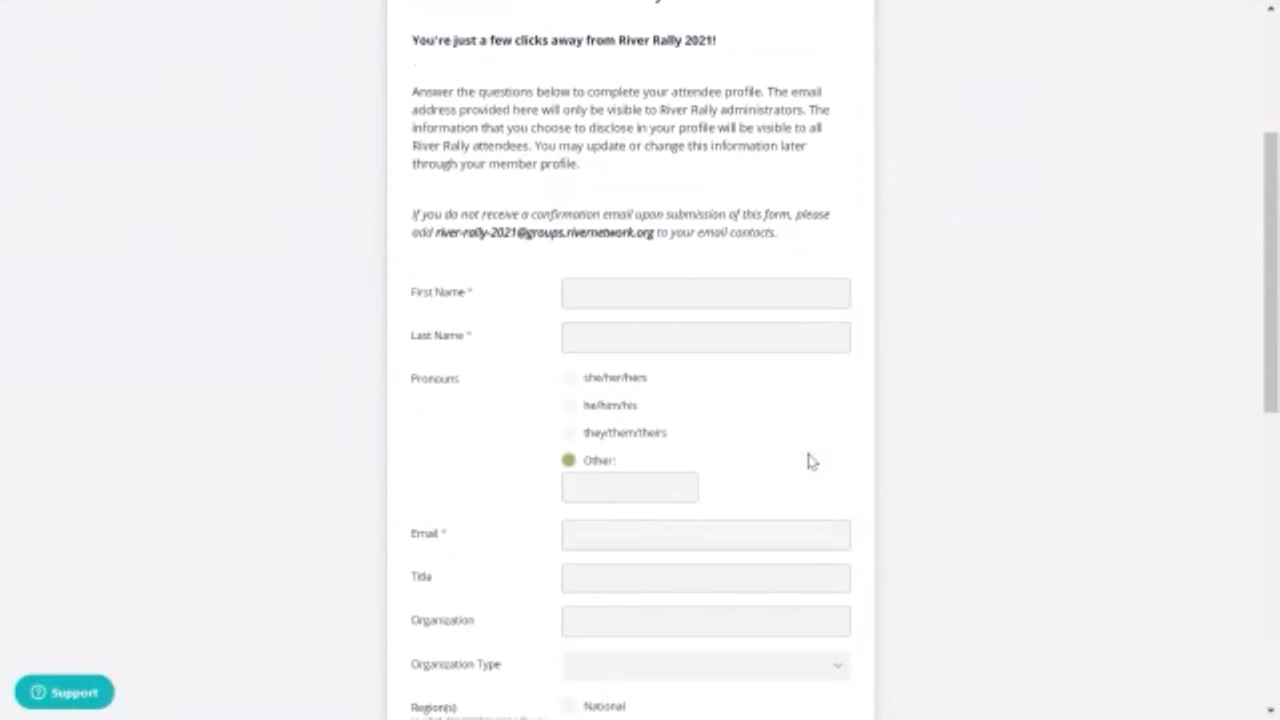 You're just a few clicks away from River Rally 2021!
Answer the questions below to complete your attendee profile. The email
address provided here will only be visible to River Rally administrators. The
information that you choose to disclose in your profile will be visible to all
River Rally attendees. You may update or change this information later
through your member profile.
If you do not receive a confirmation email upon submission of this form, please
add river-rally-2021@groups.rivernetwork.org to your email contacts.
First Name *
Last Name *
Pronouns
she/her/hers
he/him/his
they/them/theirs
Other:
Email *
Title
Organization
Organization Type
Region(s)
National
Support